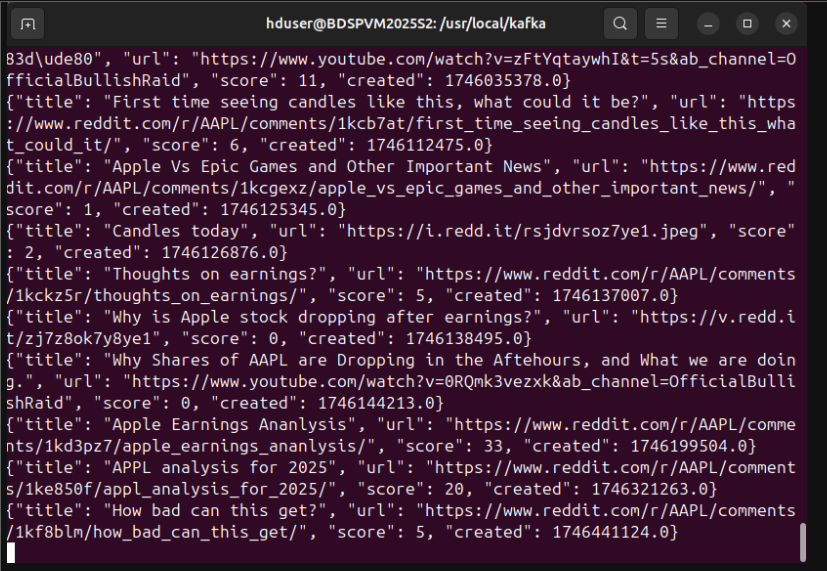 hduser@BDSPVM2025S2: /usr/local/kafka
83d\ude80", "url": "https://www.youtube.com/watch?v=zFtYqtaywhI&t=5s&ab_channel=O
fficialBullishRaid", "score": 11, "created": 1746035378.0}
{"title": "First time seeing candles like this, what could it be?", "url": "https
://www.reddit.com/r/AAPL/comments/1kcb7at/first_time_seeing_candles_like_this_wha
t_could_it/", "score": 6, "created": 1746112475.0}
{"title": "Apple Vs Epic Games and Other Important News", "url": "https://www.red
dit.com/r/AAPL/comments/1kcgexz/apple_vs_epic_games_and_other_important_news/", "
score": 1, "created": 1746125345.0}
{"title": "Candles today", "url": "https://i.redd.it/rsjdvrsoz7ye1.jpeg", "score"
: 2, "created": 1746126876.0}
{"title": "Thoughts on earnings?", "url": "https://www.reddit.com/r/AAPL/comments
/1kckz5r/thoughts_on_earnings/", "score": 5, "created": 1746137007.0}
{"title": "Why is Apple stock dropping after earnings?", "url": "https://v.redd.i
t/zj7z8ok7y8ye1", "score": 0, "created": 1746138495.0}
{"title": "Why Shares of AAPL are Dropping in the Aftehours, and What we are doin
g.", "url": "https://www.youtube.com/watch?v=0RQmk3vezxk&ab_channel=OfficialBulli
shRaid", "score": 0, "created": 1746144213.0}
{"title": "Apple Earnings Ananlysis", "url": "https://www.reddit.com/r/AAPL/comme
nts/1kd3pz7/apple_earnings_ananlysis/", "score": 33, "created": 1746199504.0}
{"title": "APPL analysis for 2025", "url": "https://www.reddit.com/r/AAPL/comment
s/1ke850f/appl_analysis_for_2025/", "score": 20, "created": 1746321263.0}
{"title": "How bad can this get?", "url": "https://www.reddit.com/r/AAPL/comments
/1kf8blm/how_bad_can_this_get/", "score": 5, "created": 1746441124.0}